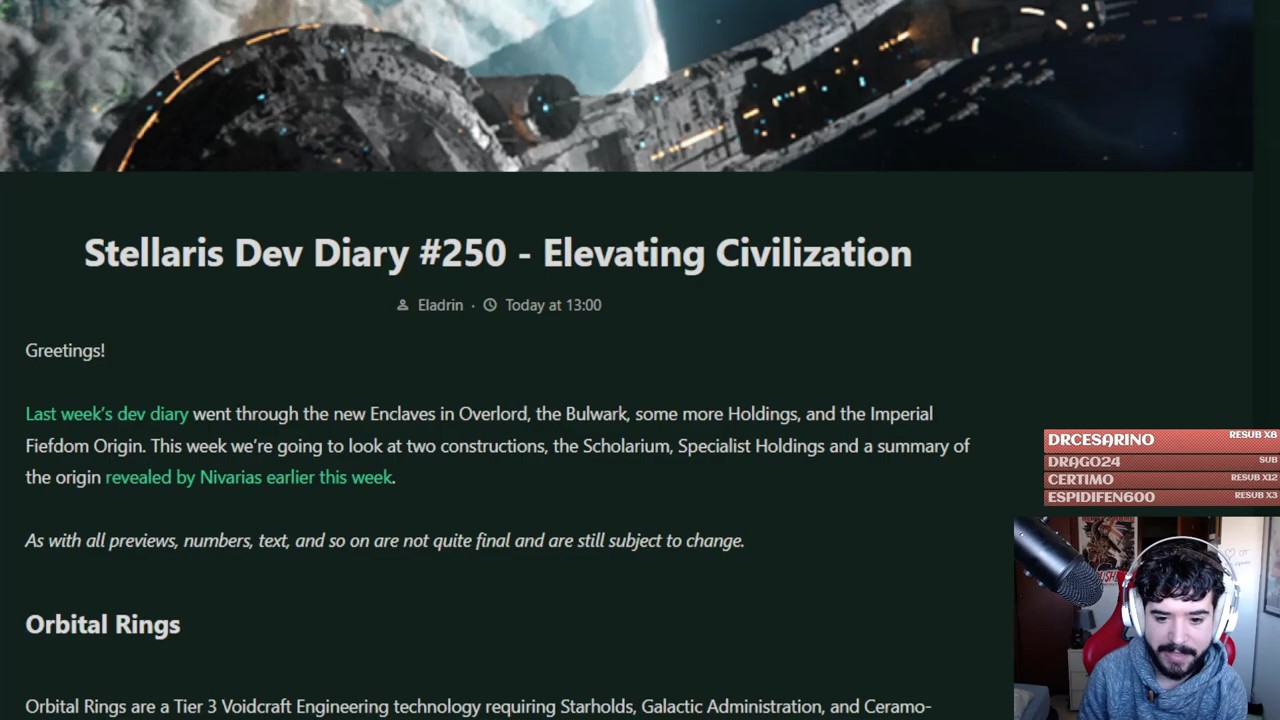 Stellaris Dev Diary #250 - Elevating Civilization
Eladrin · Today at 13:00
Greetings!
Last week's dev diary went through the new Enclaves in Overlord, the Bulwark, some more Holdings, and the Imperial
Fiefdom Origin. This week we're going to look at two constructions, the Scholarium, Specialist Holdings and a summary of
the origin revealed by Nivarias earlier this week.
As with all previews, numbers, text, and so on are not quite final and are still subject to change.
Orbital Rings
Orbital Rings are a Tier 3 Voidcraft Engineering technology requiring Starholds, Galactic Administration, and Ceramo-
DRCESARINO RESUB X8
DRAGO24 SUB
CERTIMO RESUB X12
ESPIDIFEN600 RESUB X3